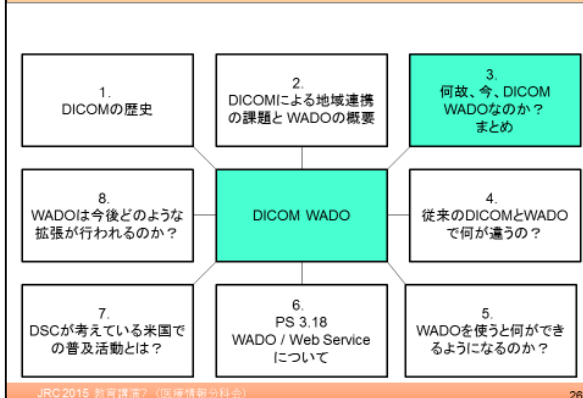 1.
DICOMの歴史
2.
DICOMによる地域連携
の課題と WADOの概要
3.
何故、今、DICOM
WADOなのか？
まとめ
8.
WADOは今後どのような
拡張が行われるのか？
DICOM WADO
4.
従来のDICOMとWADO
で何が違うの？
7.
DSCが考えている米国で
の普及活動とは？
6.
PS 3.18
WADO / Web Service
について
5.
WADOを使うと何ができ
るようになるのか？
JRC 2015 教育講演7 （医療情報分科会）
26